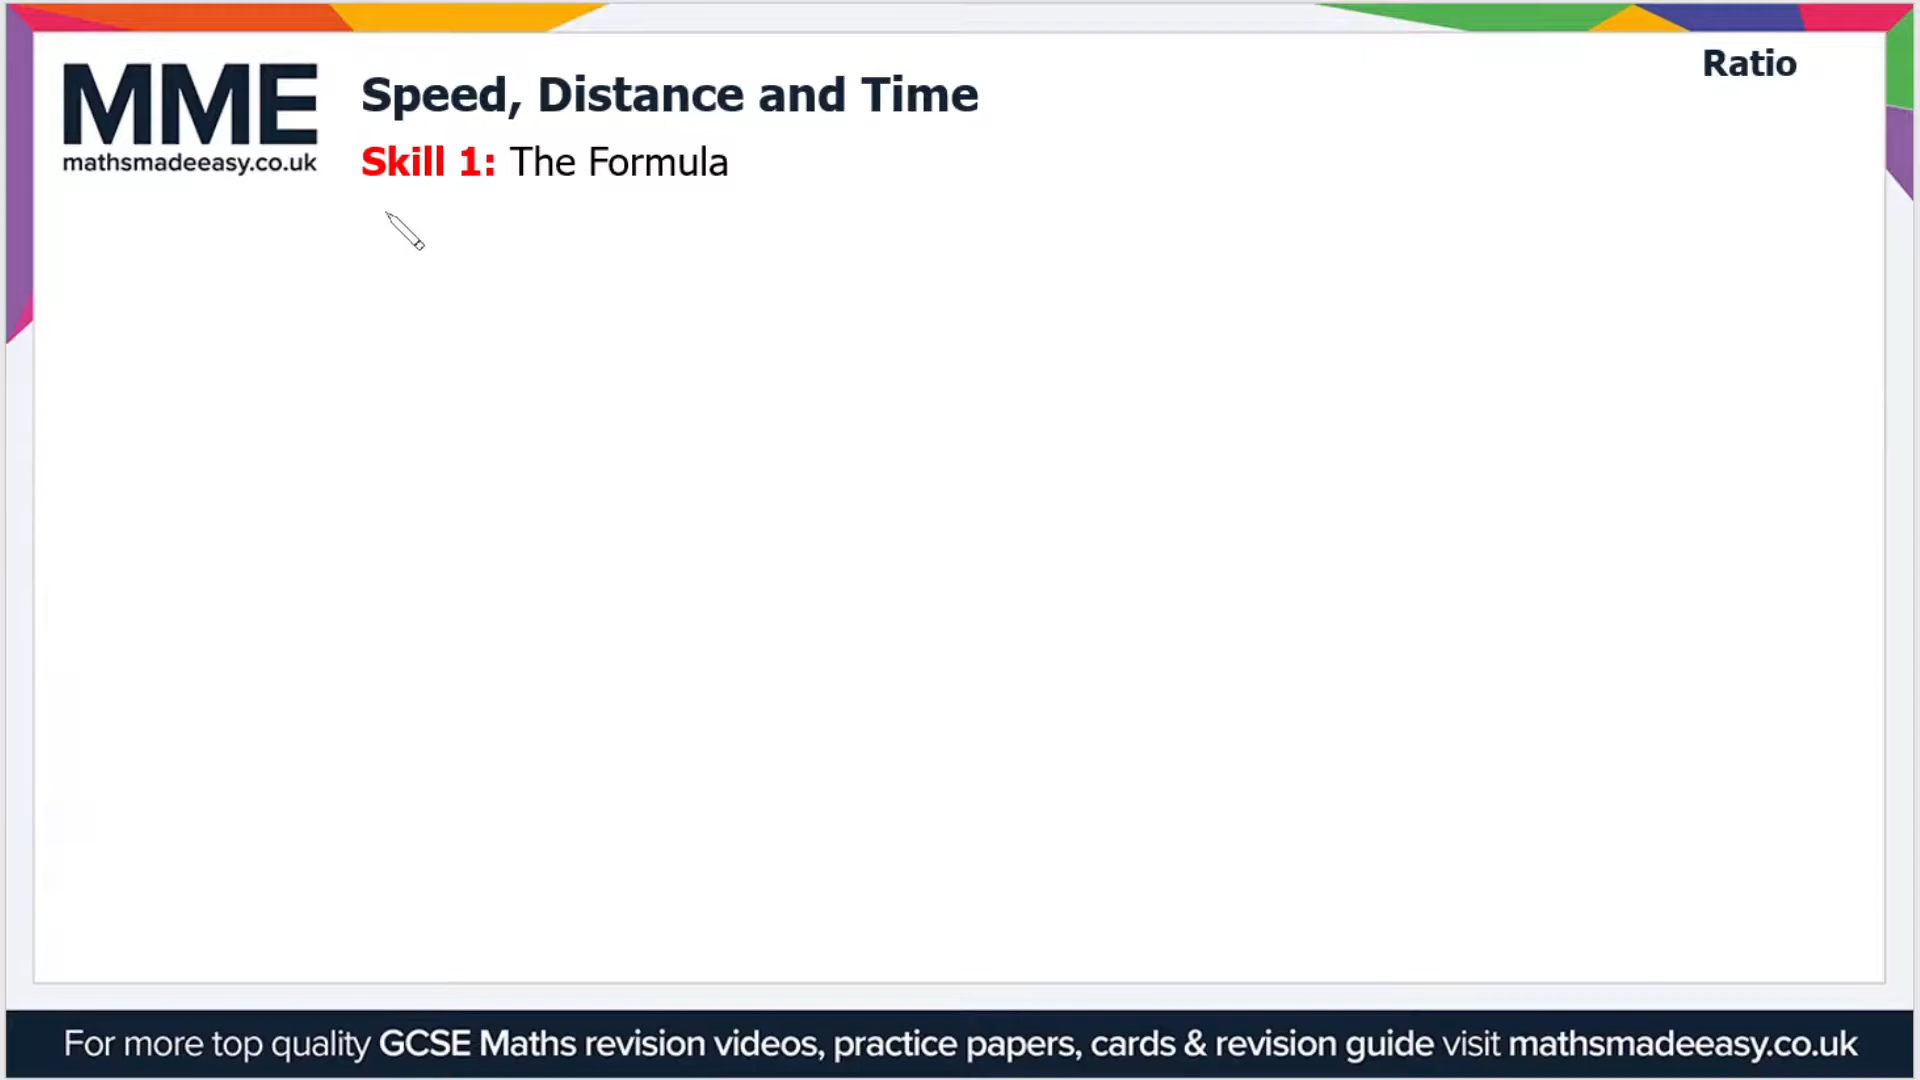 Ratio
MME
mathsmadeeasy.co.uk
Speed, Distance and Time
Skill 1: The Formula
For more top quality GCSE Maths revision videos, practice papers, cards & revision guide visit mathsmadeeasy.co.uk